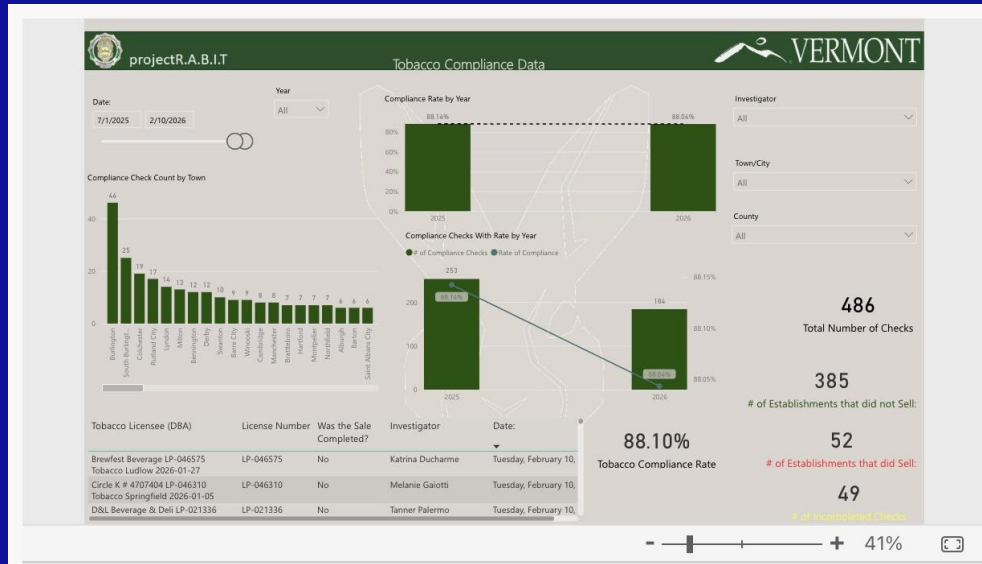 projectR.A.B.I.T
Tobacco Compliance Data
VERMONT
Date:
7/1/2025 2/10/2026
Year
All
Compliance Rate by Year
88.14% 88.04%
80%
60%
40%
20%
0%
2025 2026
Investigator
All
Town/City
All
County
All
Compliance Check Count by Town
46
25
19
17
14 13 12 12 10 9 9 8 8 7 7 7 7 6 6 6
40
20
0
Burlington
South Burlingt...
Colchester
Rutland City
Lyndon
Milton
Bennington
Derby
Swanton
Barre City
Winooski
Cambridge
Manchester
Brattleboro
Hartford
Montpelier
Northfield
Alburgh
Barton
Saint Albans City
Compliance Checks With Rate by Year
# of Compliance Checks Rate of Compliance
253
184
88.14%
88.04%
200
100
0
88.15%
88.10%
88.05%
2025 2026
486
Total Number of Checks
385
# of Establishments that did not Sell:
52
# of Establishments that did Sell:
49
# of Incompleted Checks
88.10%
Tobacco Compliance Rate
Tobacco Licensee (DBA) License Number Was the Sale Completed? Investigator Date:
Brewfest Beverage LP-046575 LP-046575 No Katrina Ducharme Tuesday, February 10,
Tobacco Ludlow 2026-01-27
Circle K # 4707404 LP-046310 LP-046310 No Melanie Gaiotti Tuesday, February 10,
Tobacco Springfield 2026-01-05
D&L Beverage & Deli LP-021336 LP-021336 No Tanner Palermo Tuesday, February 10,
- + 41%